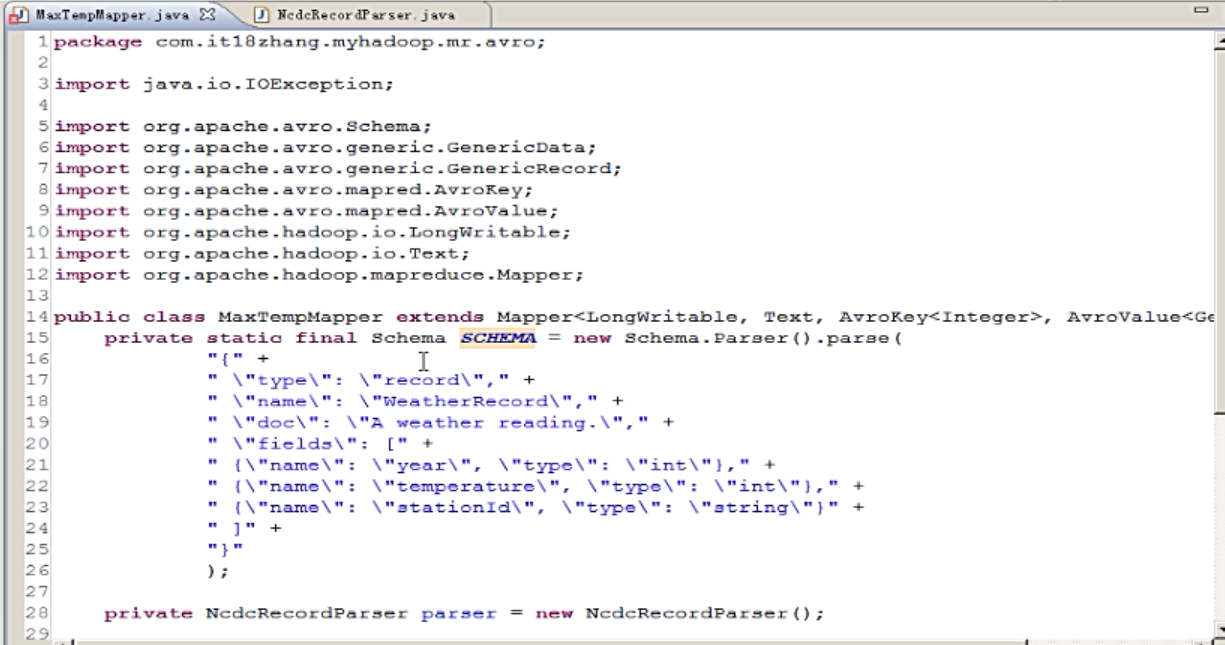 MaxTempMapper.java NcdcRecordParser.java
1 package com.it18zhang.myhadoop.mr.avro;
2
3 import java.io.IOException;
4
5 import org.apache.avro.Schema;
6 import org.apache.avro.generic.GenericData;
7 import org.apache.avro.generic.GenericRecord;
8 import org.apache.avro.mapred.AvroKey;
9 import org.apache.avro.mapred.AvroValue;
10 import org.apache.hadoop.io.LongWritable;
11 import org.apache.hadoop.io.Text;
12 import org.apache.hadoop.mapreduce.Mapper;
13
14 public class MaxTempMapper extends Mapper<LongWritable, Text, AvroKey<Integer>, AvroValue<Ge
15 private static final Schema SCHEMA = new Schema.Parser().parse(
16 "{" +
17 " \"type\": \"record\"," +
18 " \"name\": \"WeatherRecord\"," +
19 " \"doc\": \"A weather reading.\"," +
20 " \"fields\": [" +
21 " {\"name\": \"year\", \"type\": \"int\"}," +
22 " {\"name\": \"temperature\", \"type\": \"int\"}," +
23 " {\"name\": \"stationId\", \"type\": \"string\"}" +
24 " ]" +
25 "}"
26 );
27
28 private NcdcRecordParser parser = new NcdcRecordParser();
29